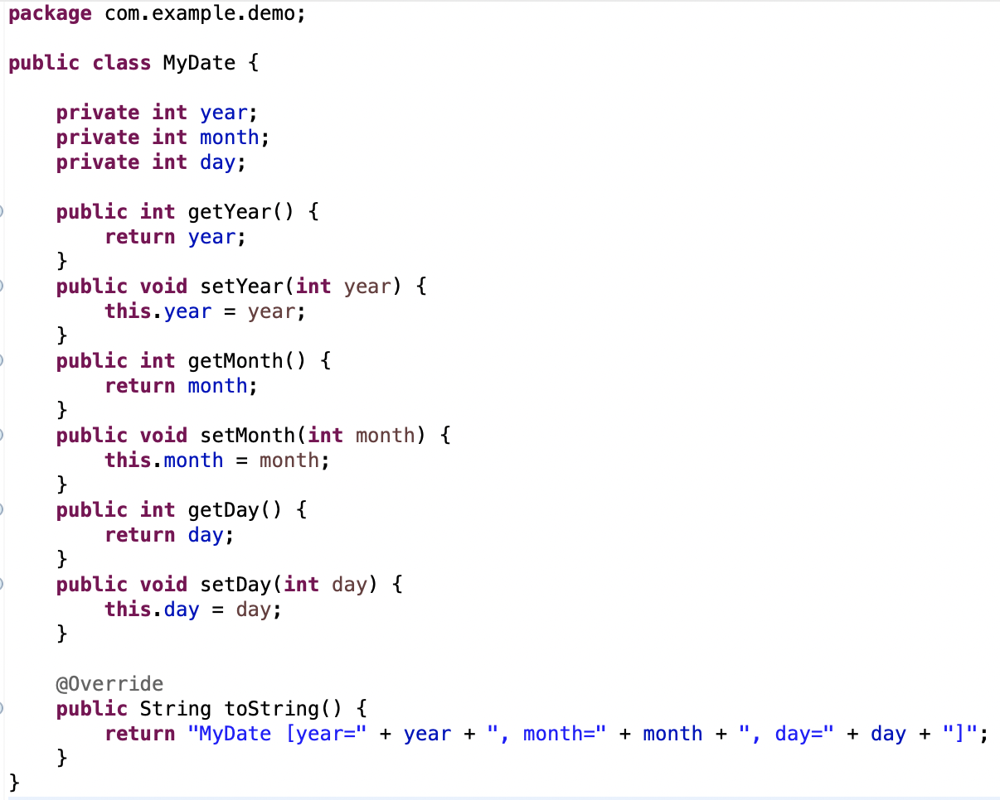 package com.example.demo;
public class MyDate {
private int year;
private int month;
private int day;
public int getYear() {
return year;
}
public void setYear(int year) {
this.year = year;
}
public int getMonth() {
return month;
}
public void setMonth(int month) {
this.month = month;
}
public int getDay() {
return day;
}
public void setDay(int day) {
this.day = day;
}
@Override
public String toString() {
return "MyDate [year=" + year + ", month=" + month + ", day=" + day + "]";
}
}